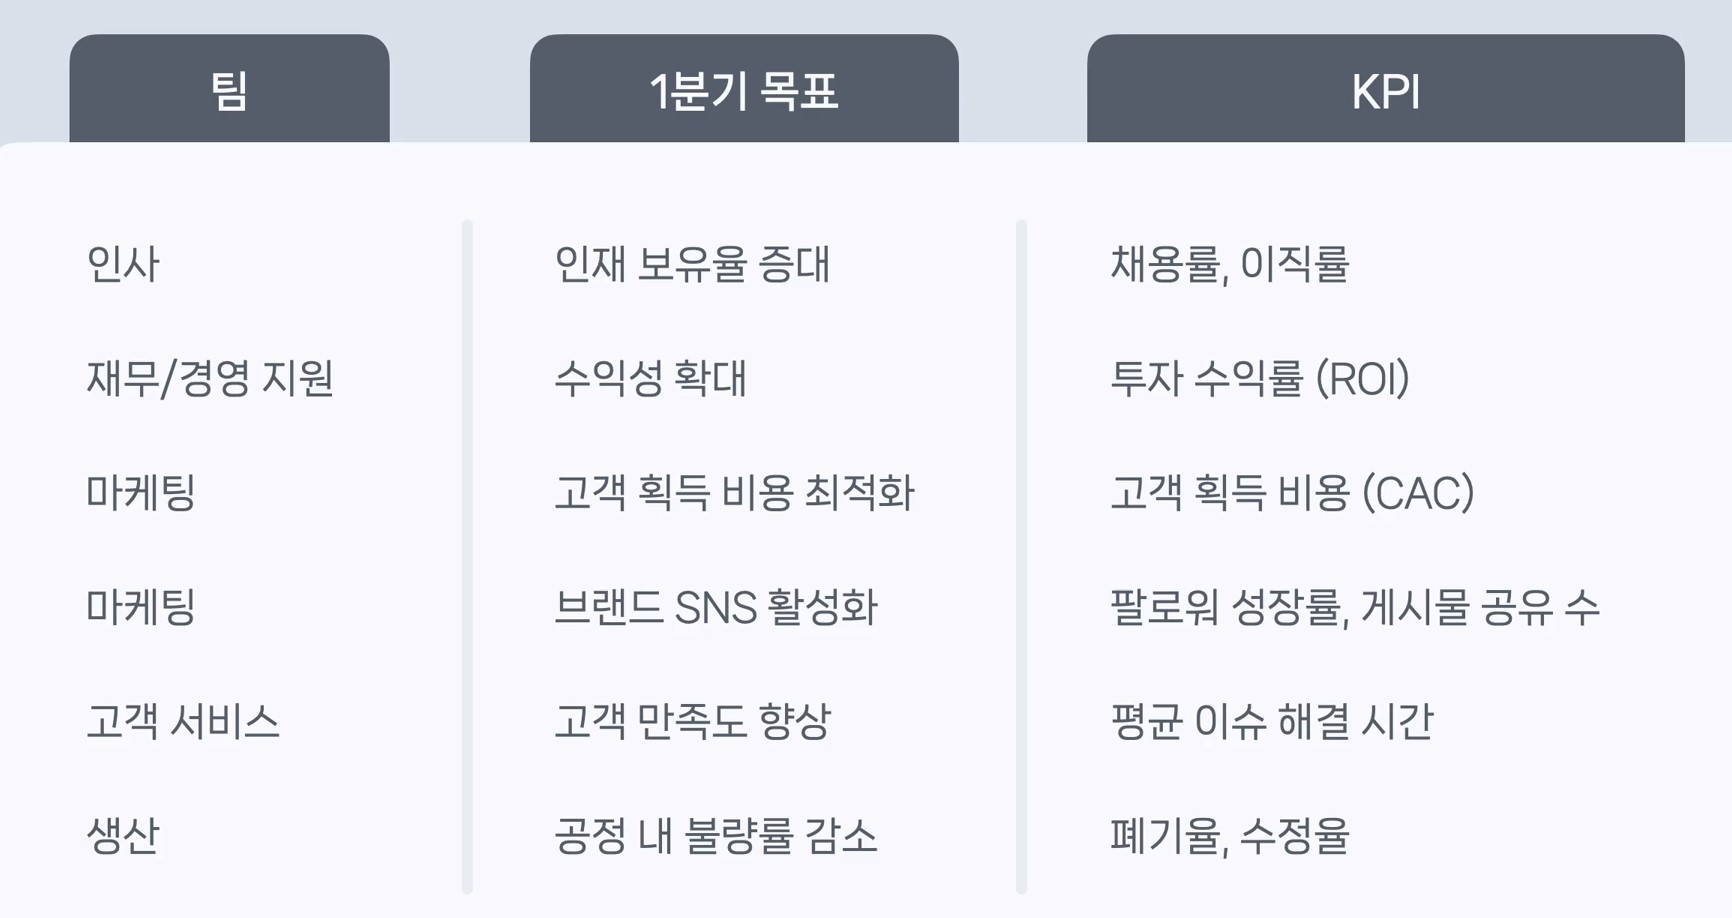 팀 1분기 목표 KPI
인사 인재 보유율 증대 채용률, 이직률
재무/경영 지원 수익성 확대 투자 수익률 (ROI)
마케팅 고객 획득 비용 최적화 고객 획득 비용 (CAC)
마케팅 브랜드 SNS 활성화 팔로워 성장률, 게시물 공유 수
고객 서비스 고객 만족도 향상 평균 이슈 해결 시간
생산 공정 내 불량률 감소 폐기율, 수정율